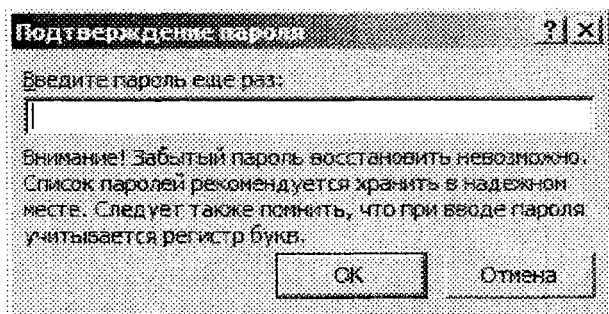 Подтверждение пароля
Введите пароль еще раз:
Внимание! Забытый пароль восстановить невозможно.
Список паролей рекомендуется хранить в надежном
месте. Следует также помнить, что при вводе пароля
учитывается регистр букв.
ОК Отмена